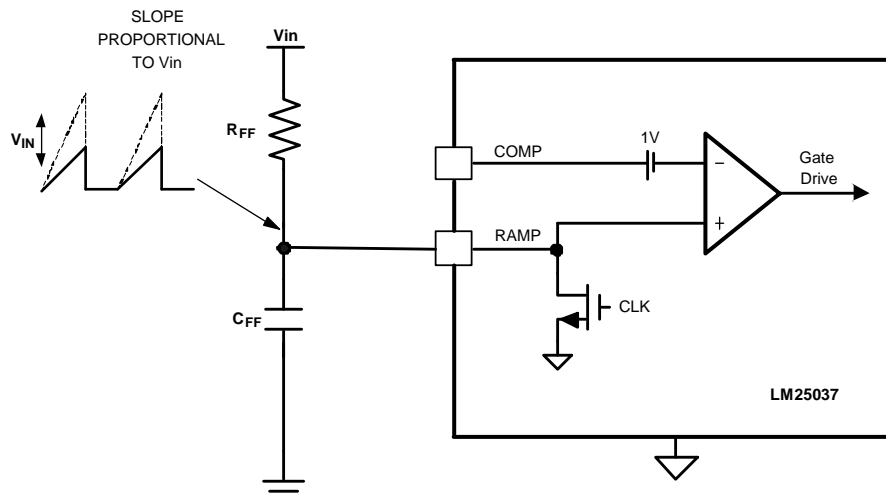 SLOPE
PROPORTIONAL
TO Vin
Vin
VIN
RFF
CFF
COMP
1V
−
+
Gate
Drive
RAMP
CLK
LM25037